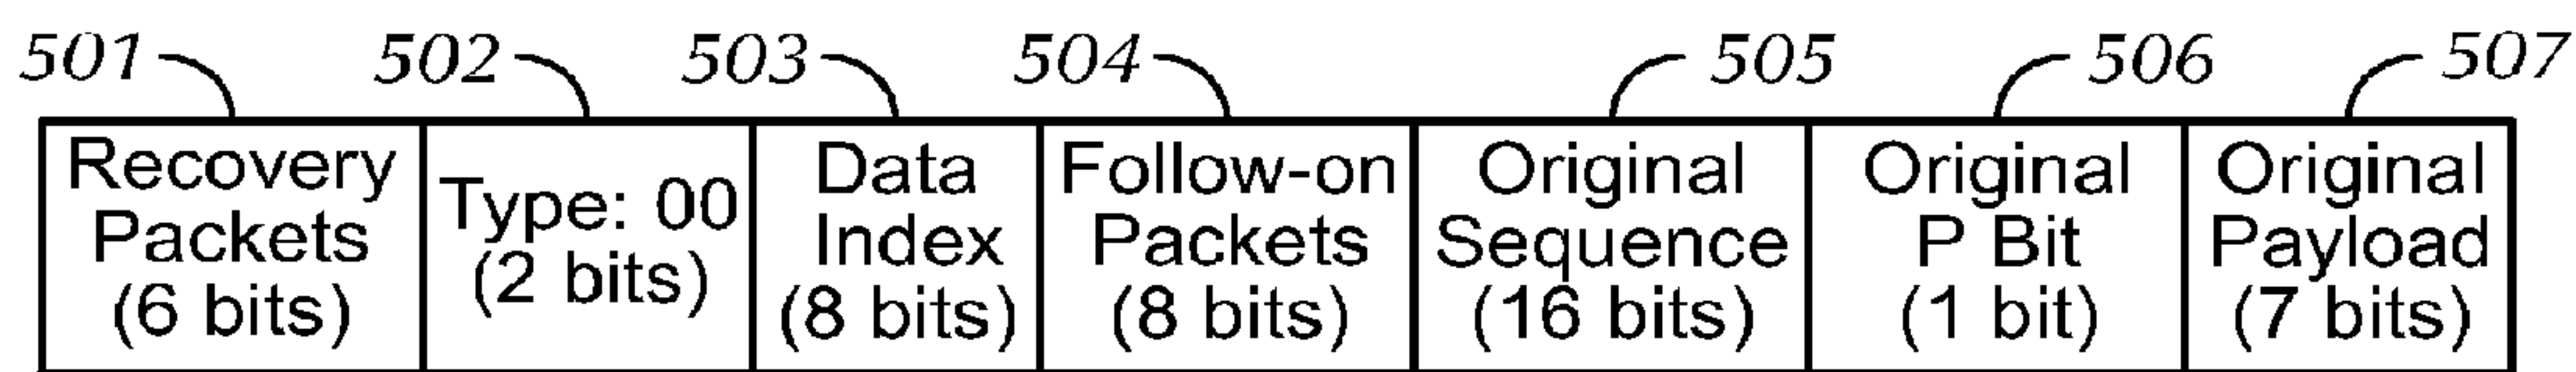 501 502 503 504 505 506 507
Recovery
Packets
(6 bits)
Type: 00
(2 bits)
Data
Index
(8 bits)
Follow-on
Packets
(8 bits)
Original
Sequence
(16 bits)
Original
P Bit
(1 bit)
Original
Payload
(7 bits)